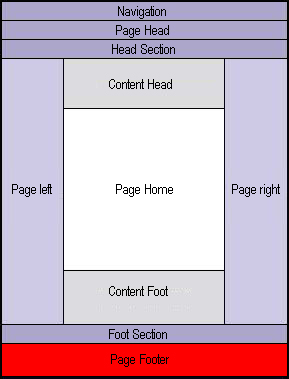 Navigation
Page Head
Head Section
Content Head
Page left
Page Home
Page right
Content Foot
Foot Section
Page Footer